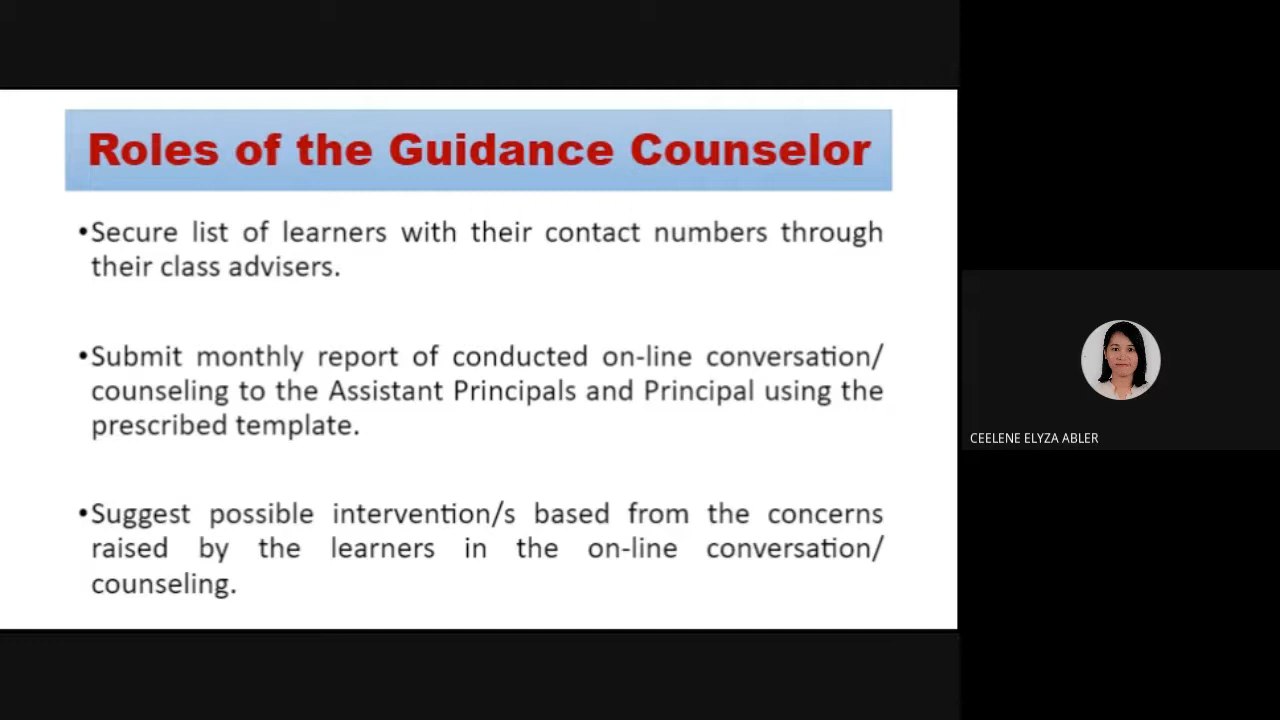 Roles of the Guidance Counselor
•Secure list of learners with their contact numbers through
their class advisers.
•Submit monthly report of conducted on-line conversation/
counseling to the Assistant Principals and Principal using the
prescribed template.
•Suggest possible intervention/s based from the concerns
raised by the learners in the on-line conversation/
counseling.
CEELENE ELYZA ABLER